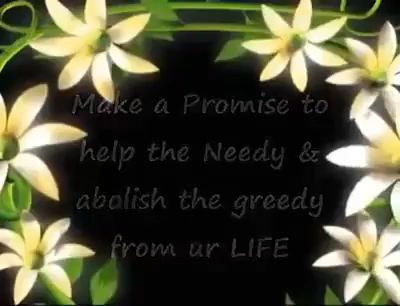 Make a Promise to
help the Needy &
abolish the greedy
from ur LIFE